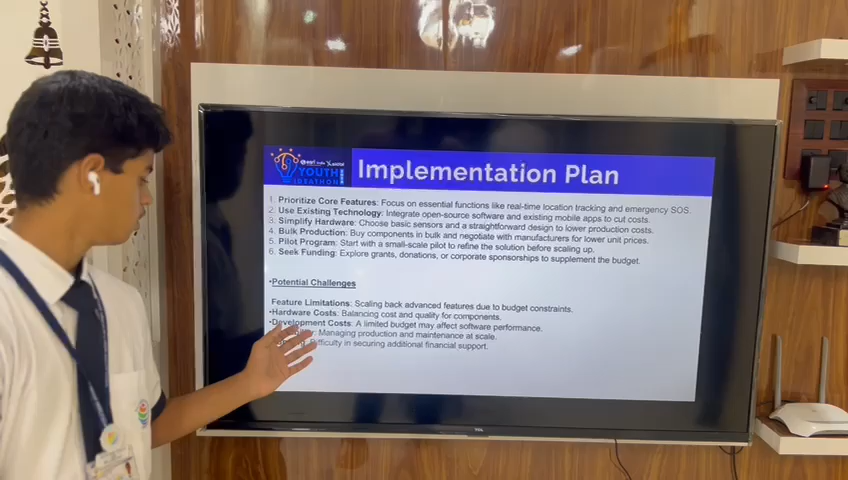 YOUTH
IDEATHON
Implementation Plan
1. Prioritize Core Features: Focus on essential functions like real-time location tracking and emergency SOS.
2. Use Existing Technology: Integrate open-source software and existing mobile apps to cut costs.
3. Simplify Hardware: Choose basic sensors and a straightforward design to lower production costs.
4. Bulk Production: Buy components in bulk and negotiate with manufacturers for lower unit prices.
5. Pilot Program: Start with a small-scale pilot to refine the solution before scaling up.
6. Seek Funding: Explore grants, donations, or corporate sponsorships to supplement the budget.
•Potential Challenges
Feature Limitations: Scaling back advanced features due to budget constraints.
•Hardware Costs: Balancing cost and quality for components.
•Development Costs: A limited budget may affect software performance.
Managing production and maintenance at scale.
Difficulty in securing additional financial support.
TCL